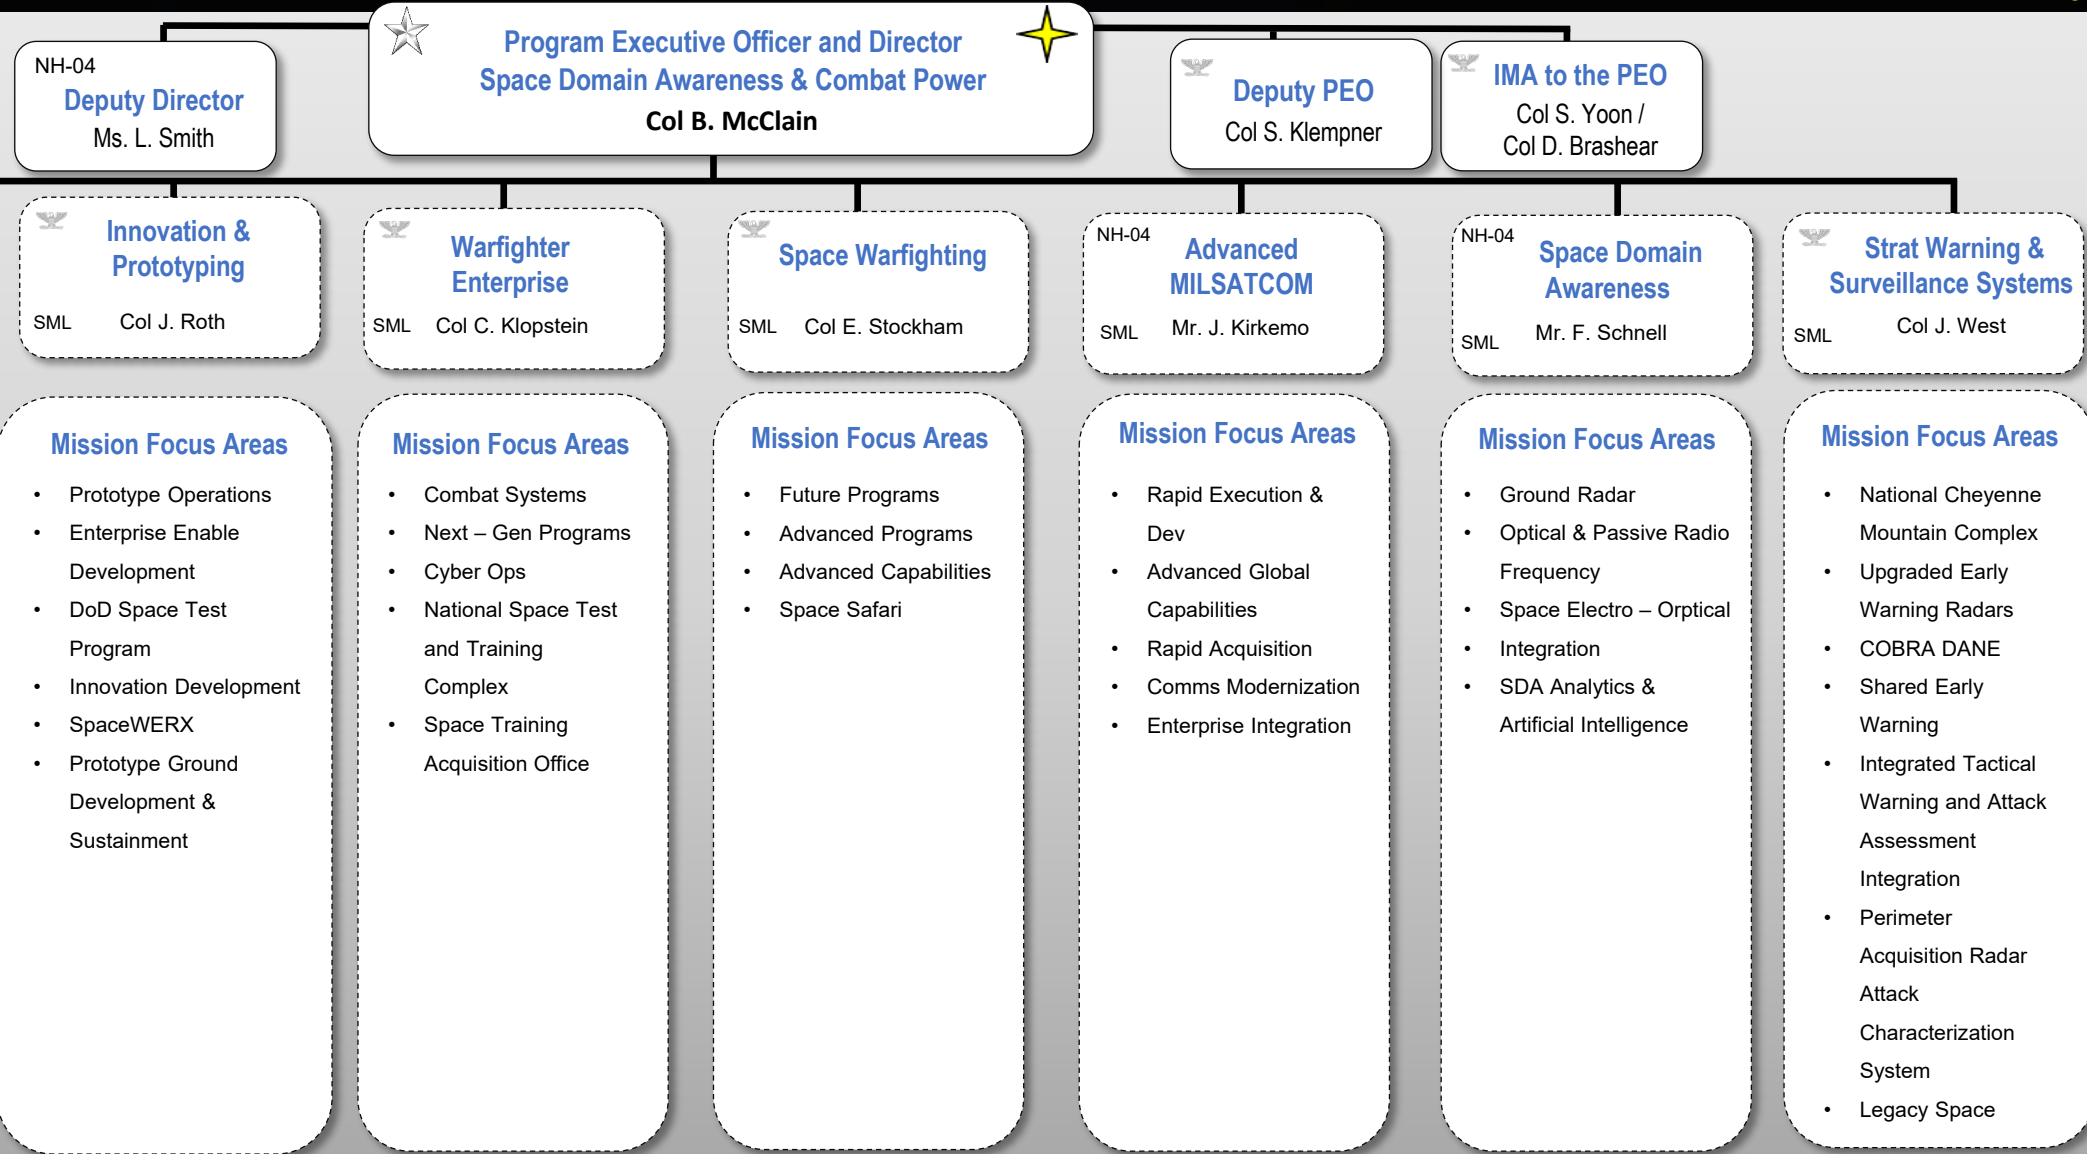 NH-04
Deputy Director
Ms. L. Smith
Program Executive Officer and Director
Space Domain Awareness & Combat Power
Col B. McClain
Deputy PEO
Col S. Klempner
IMA to the PEO
Col S. Yoon /
Col D. Brashear
Innovation &
Prototyping
SML
Col J. Roth
Warfighter
Enterprise
SML
Col C. Klopstein
Space Warfighting
SML
Col E. Stockham
NH-04
Advanced
MILSATCOM
SML
Mr. J. Kirkemo
NH-04
Space Domain
Awareness
SML
Mr. F. Schnell
Strat Warning &
Surveillance Systems
SML
Col J. West
Mission Focus Areas
• Prototype Operations
• Enterprise Enable
Development
• DoD Space Test
Program
• Innovation Development
• SpaceWERX
• Prototype Ground
Development &
Sustainment
Mission Focus Areas
• Combat Systems
• Next – Gen Programs
• Cyber Ops
• National Space Test
and Training
Complex
• Space Training
Acquisition Office
Mission Focus Areas
• Future Programs
• Advanced Programs
• Advanced Capabilities
• Space Safari
Mission Focus Areas
• Rapid Execution &
Dev
• Advanced Global
Capabilities
• Rapid Acquisition
• Comms Modernization
• Enterprise Integration
Mission Focus Areas
• Ground Radar
• Optical & Passive Radio
Frequency
• Space Electro – Orptical
• Integration
• SDA Analytics &
Artificial Intelligence
Mission Focus Areas
• National Cheyenne
Mountain Complex
• Upgraded Early
Warning Radars
• COBRA DANE
• Shared Early
Warning
• Integrated Tactical
Warning and Attack
Assessment
Integration
• Perimeter
Acquisition Radar
Attack
Characterization
System
• Legacy Space